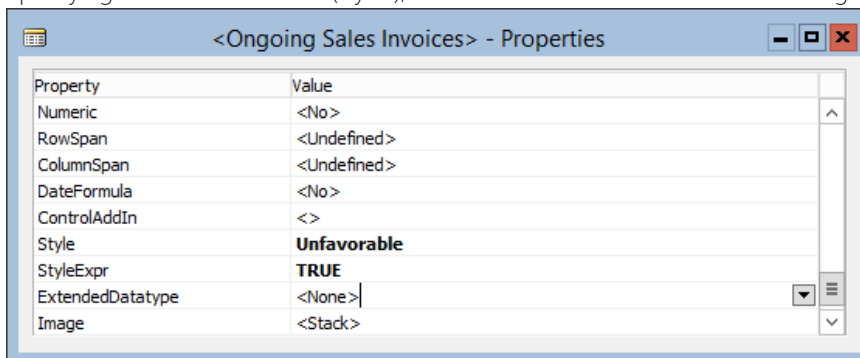 <Ongoing Sales Invoices> - Properties
Property Value
Numeric <No>
RowSpan <Undefined>
ColumnSpan <Undefined>
DateFormula <No>
ControlAddIn <>
Style Unfavorable
StyleExpr TRUE
ExtendedDatatype <None>
Image <Stack>